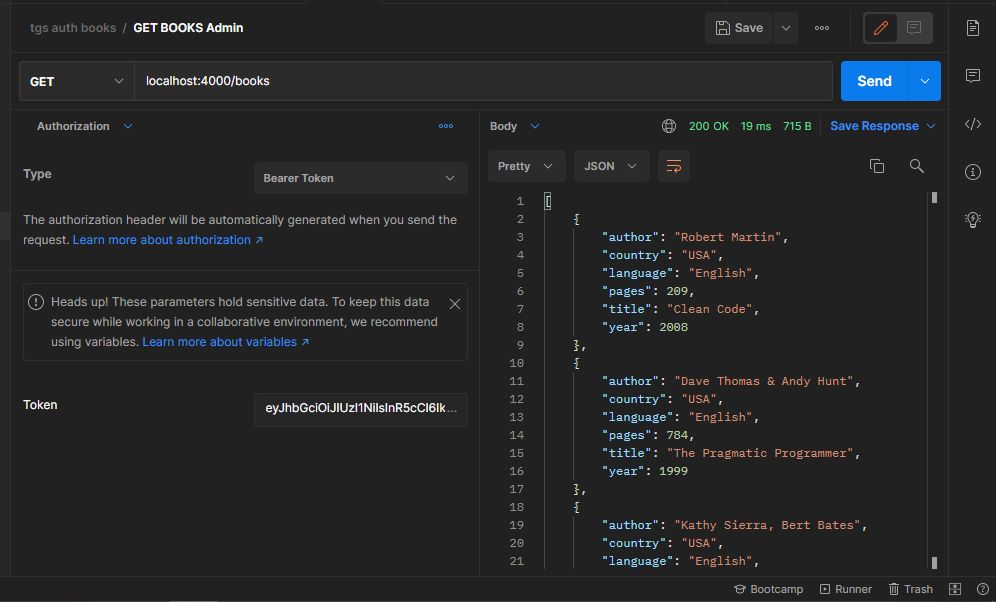 tgs auth books / GET BOOKS Admin
Save
GET
localhost:4000/books
Send
Authorization
Type
Bearer Token
The authorization header will be automatically generated when you send the
request. Learn more about authorization ↗
Heads up! These parameters hold sensitive data. To keep this data
secure while working in a collaborative environment, we recommend
using variables. Learn more about variables ↗
Token
eyJhbGciOiJIUzI1NiIsInR5cCI6Ik...
Body
200 OK 19 ms 715 B
Save Response
Pretty
JSON
1 [
2 {
3 "author": "Robert Martin",
4 "country": "USA",
5 "language": "English",
6 "pages": 209,
7 "title": "Clean Code",
8 "year": 2008
9 },
10 {
11 "author": "Dave Thomas & Andy Hunt",
12 "country": "USA",
13 "language": "English",
14 "pages": 784,
15 "title": "The Pragmatic Programmer",
16 "year": 1999
17 },
18 {
19 "author": "Kathy Sierra, Bert Bates",
20 "country": "USA",
21 "language": "English",
Bootcamp
Runner
Trash